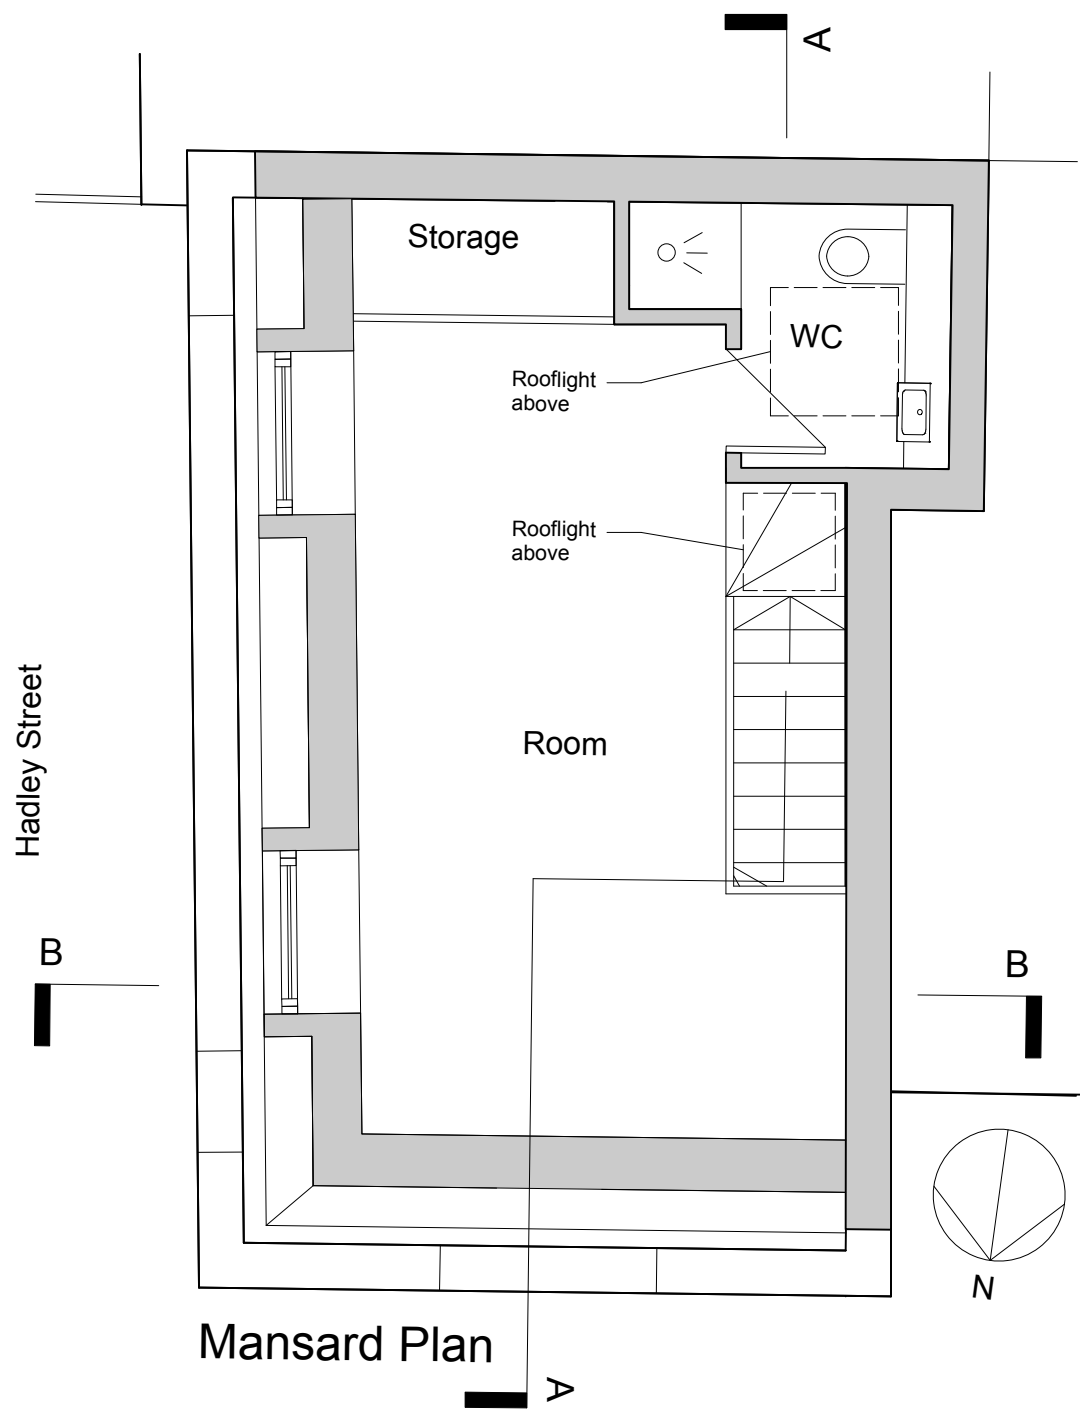 A
Storage
WC
Rooflight
above
Rooflight
above
Hadley Street
Room
B
B
N
Mansard Plan
A